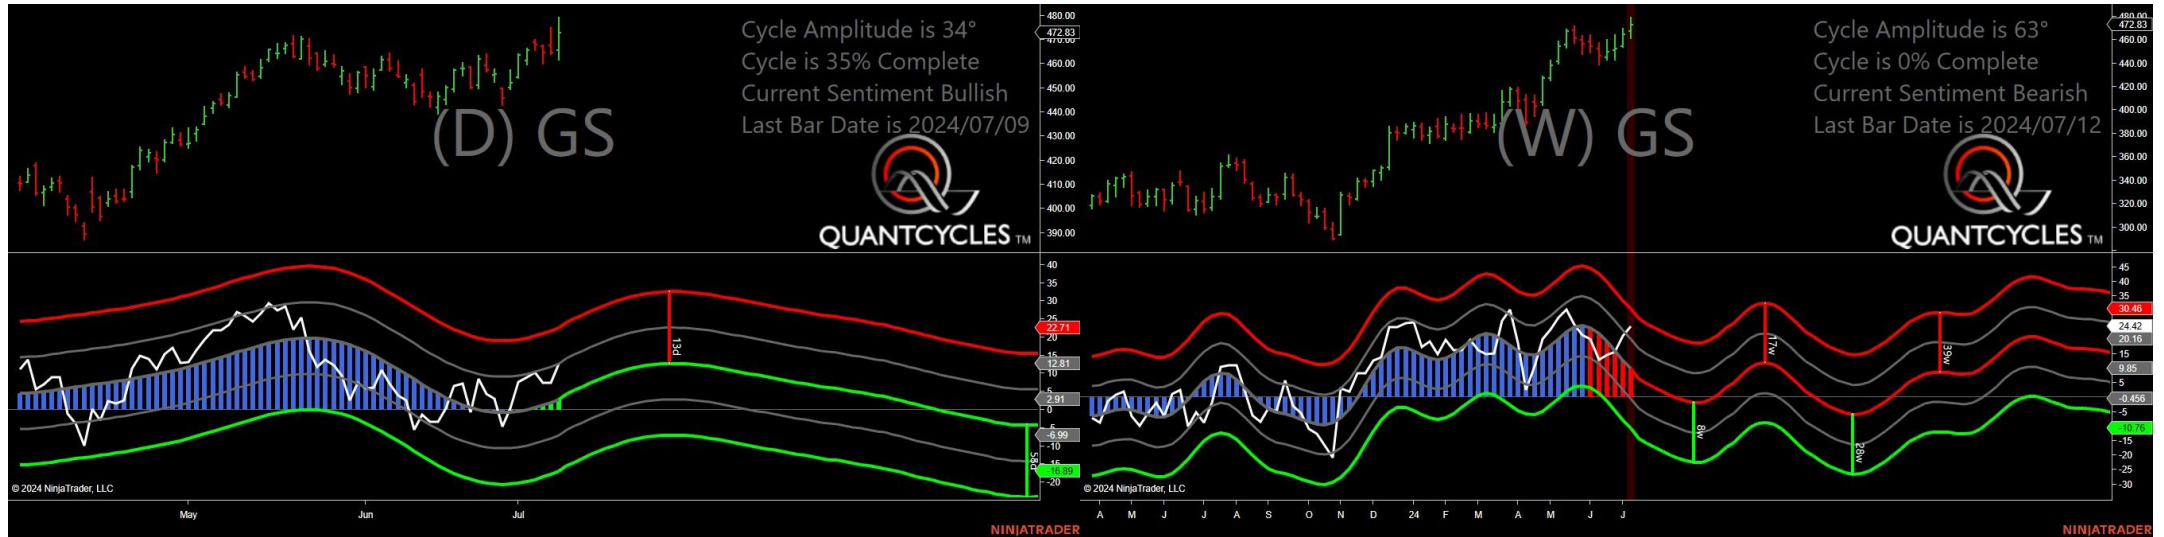 Cycle Amplitude is 34°
Cycle is 35% Complete
Current Sentiment Bullish
Last Bar Date is 2024/07/09
(D) GS
QUANTCYCLES TM
480.00
472.83
470.00
460.00
450.00
440.00
430.00
420.00
410.00
400.00
390.00
40
35
30
25
22.71
20
15
12.81
10
5
2.91
0
-5
-6.99
-10
-15
-16.89
-20
13d
58d
© 2024 NinjaTrader, LLC
May
Jun
Jul
NINJATRADER
Cycle Amplitude is 63°
Cycle is 0% Complete
Current Sentiment Bearish
Last Bar Date is 2024/07/12
(W) GS
QUANTCYCLES TM
480.00
472.83
460.00
440.00
420.00
400.00
380.00
360.00
340.00
320.00
300.00
45
40
35
30.46
24.42
20.16
15
9.85
5
-0.456
-5
-10.76
-15
-20
-25
-30
8w
17w
28w
39w
© 2024 NinjaTrader, LLC
A M J J A S O N D 24 F M A M J J
NINJATRADER